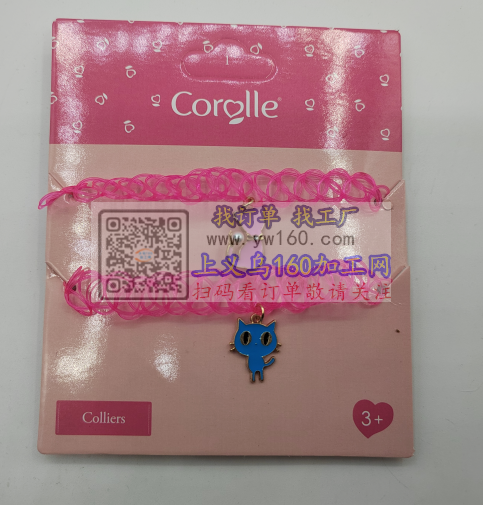 Corolle®
找订单 找工厂
www.yw160.com
上义乌160加工网
扫码看订单敬请关注
Colliers
3+